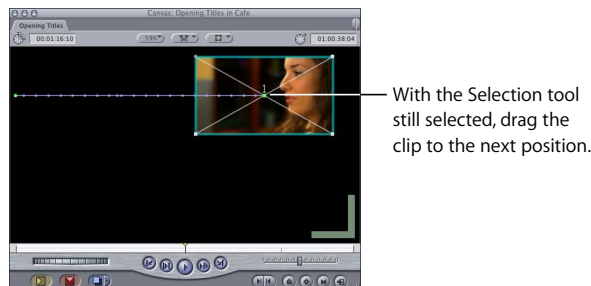 Canvas: Opening Titles in Cafe
Opening Titles
00:01:16:10
59%
01:00:38:04
1
With the Selection tool
still selected, drag the
clip to the next position.